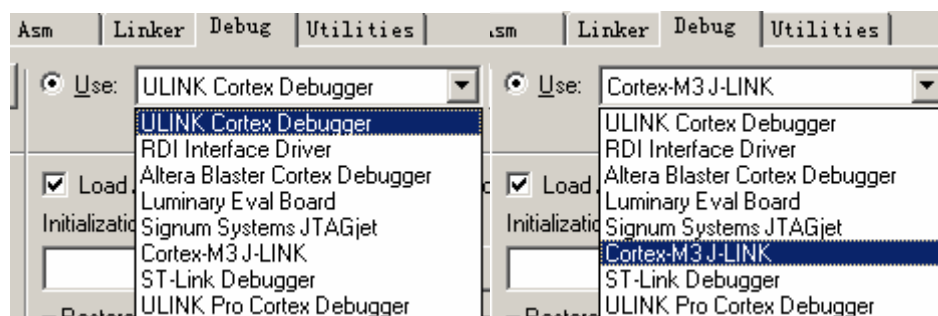 Asm Linker Debug Utilities
Use: ULINK Cortex Debugger
ULINK Cortex Debugger
RDI Interface Driver
Altera Blaster Cortex Debugger
Luminary Eval Board
Signum Systems JTAGjet
Cortex-M3 J-LINK
ST-Link Debugger
ULINK Pro Cortex Debugger
Load
Initializatio
sm Linker Debug Utilities
Use: Cortex-M3 J-LINK
ULINK Cortex Debugger
RDI Interface Driver
Altera Blaster Cortex Debugger
Luminary Eval Board
Signum Systems JTAGjet
Cortex-M3 J-LINK
ST-Link Debugger
ULINK Pro Cortex Debugger
Load
Initializatio